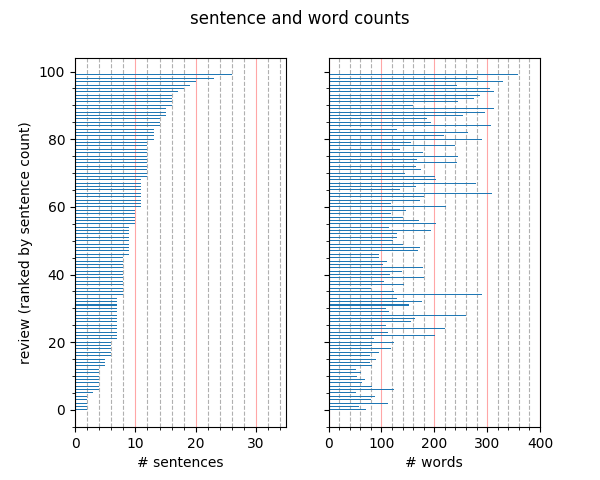 sentence and word counts
review (ranked by sentence count)
100
80
60
40
20
0
0 10 20 30
# sentences
0 100 200 300 400
# words